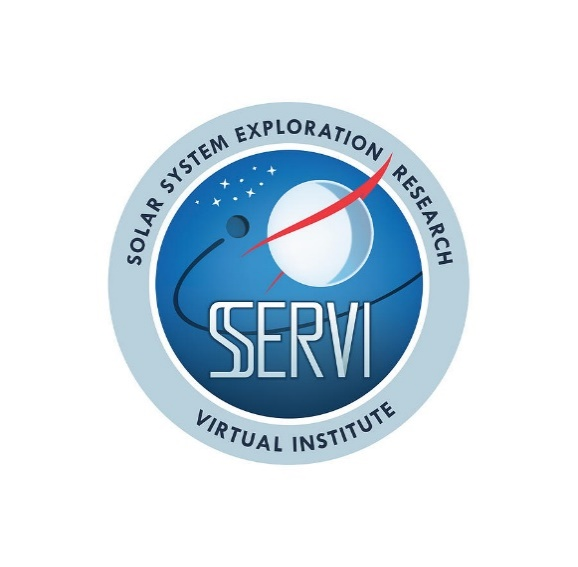 SOLAR SYSTEM EXPLORATION RESEARCH
SSERVI
VIRTUAL INSTITUTE